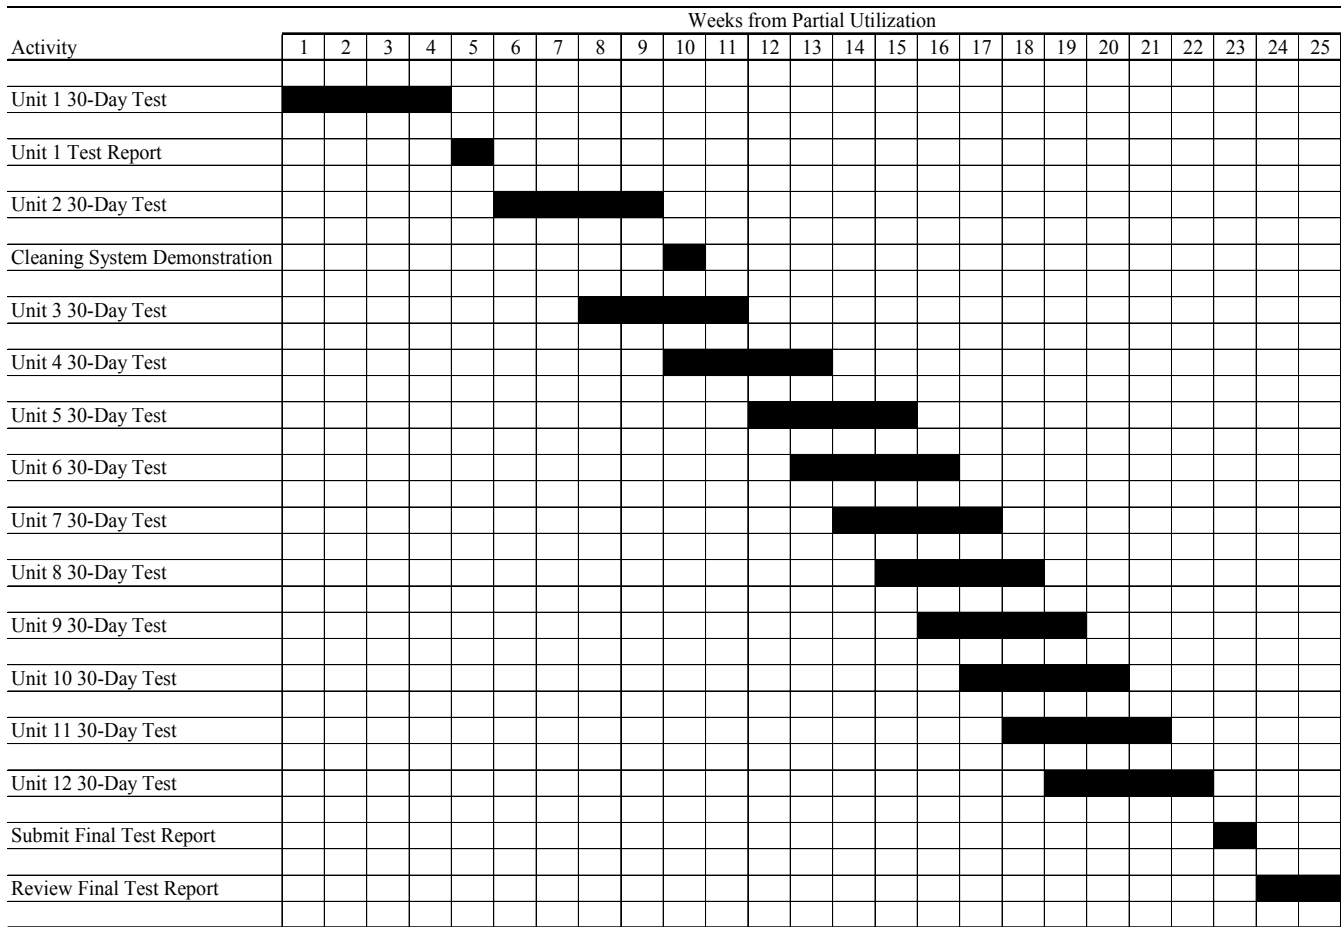 Weeks from Partial Utilization
Activity 1 2 3 4 5 6 7 8 9 10 11 12 13 14 15 16 17 18 19 20 21 22 23 24 25
Unit 1 30-Day Test
Unit 1 Test Report
Unit 2 30-Day Test
Cleaning System Demonstration
Unit 3 30-Day Test
Unit 4 30-Day Test
Unit 5 30-Day Test
Unit 6 30-Day Test
Unit 7 30-Day Test
Unit 8 30-Day Test
Unit 9 30-Day Test
Unit 10 30-Day Test
Unit 11 30-Day Test
Unit 12 30-Day Test
Submit Final Test Report
Review Final Test Report